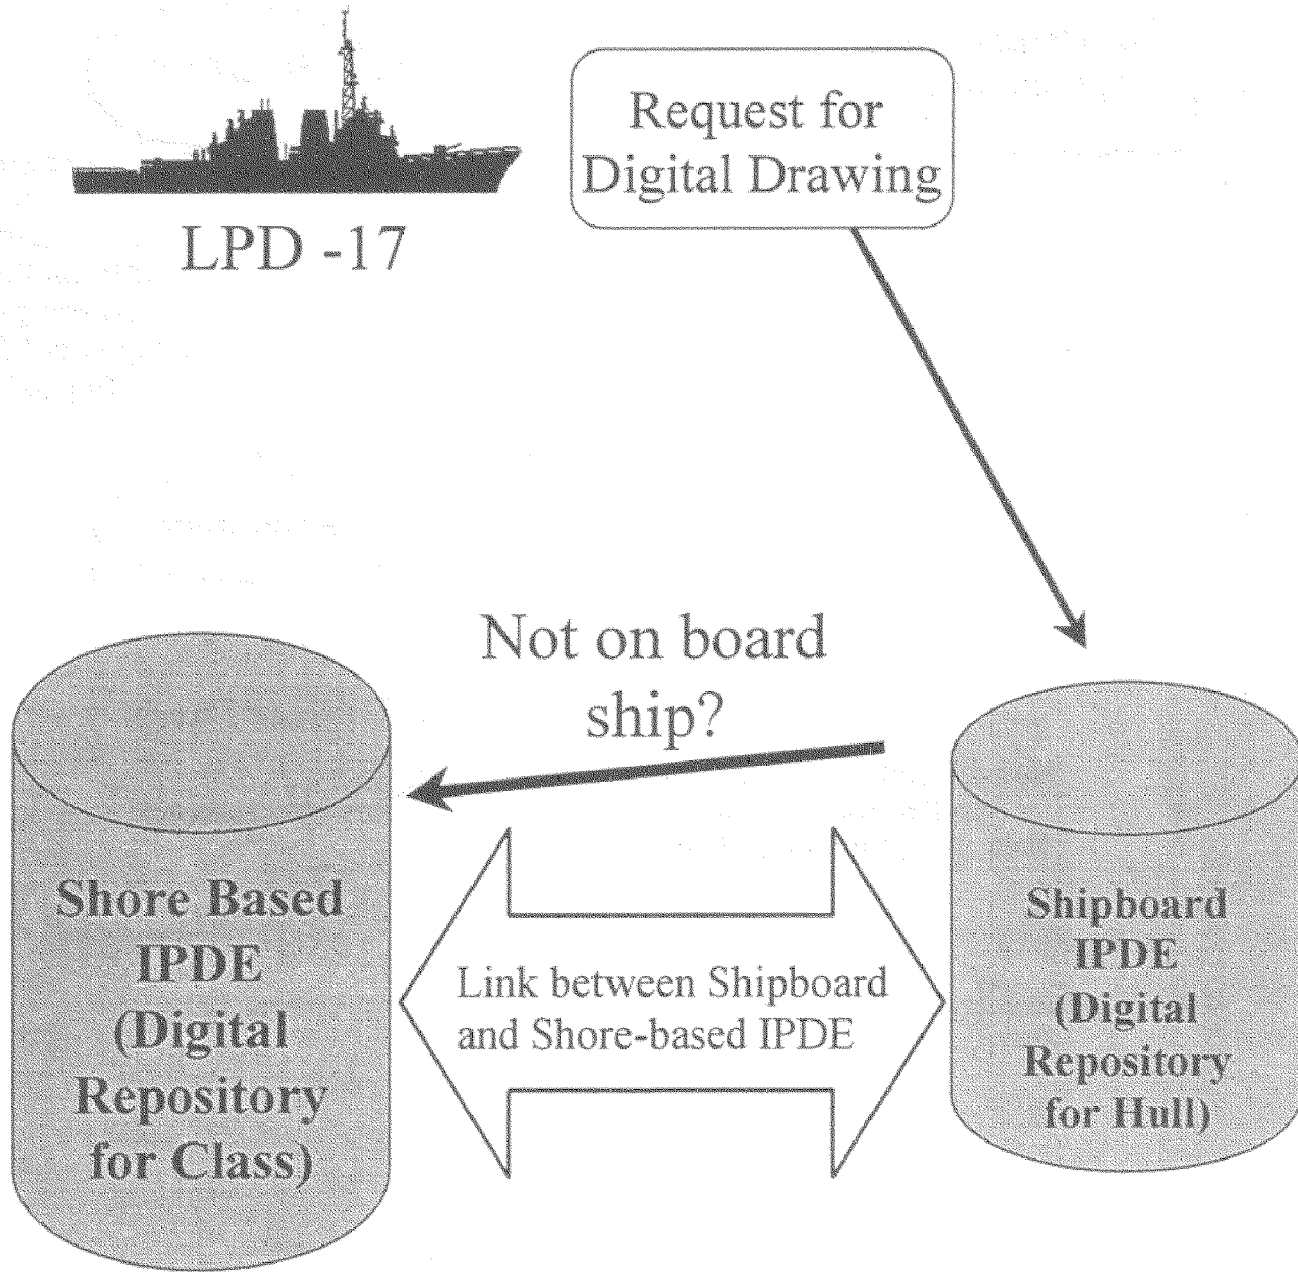 Request for
Digital Drawing
LPD -17
Not on board
ship?
Shore Based
IPDE
(Digital
Repository
for Class)
Link between Shipboard
and Shore-based IPDE
Shipboard
IPDE
(Digital
Repository
for Hull)